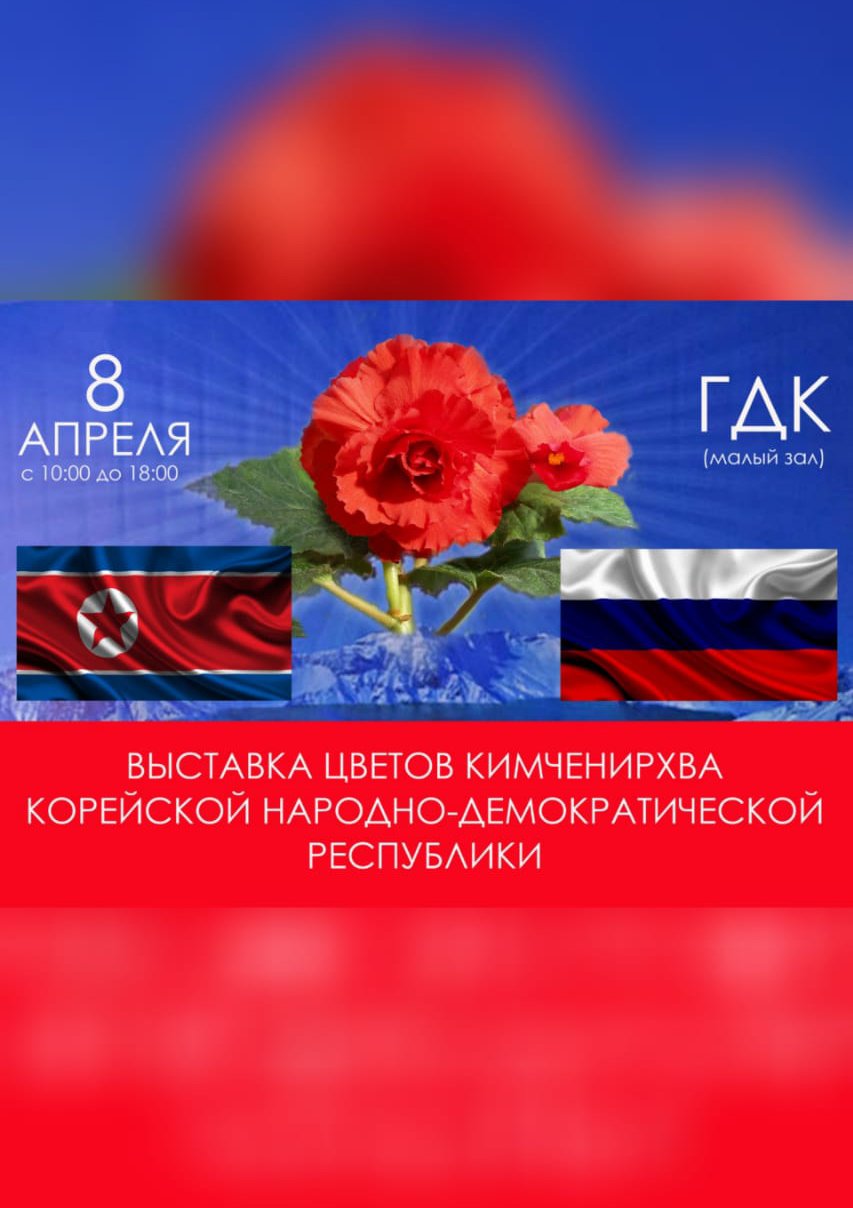 8
АПРЕЛЯ
с 10:00 до 18:00
ГДК
(малый зал)
ВЫСТАВКА ЦВЕТОВ КИМЧЕНИРХВА
КОРЕЙСКОЙ НАРОДНО-ДЕМОКРАТИЧЕСКОЙ
РЕСПУБЛИКИ